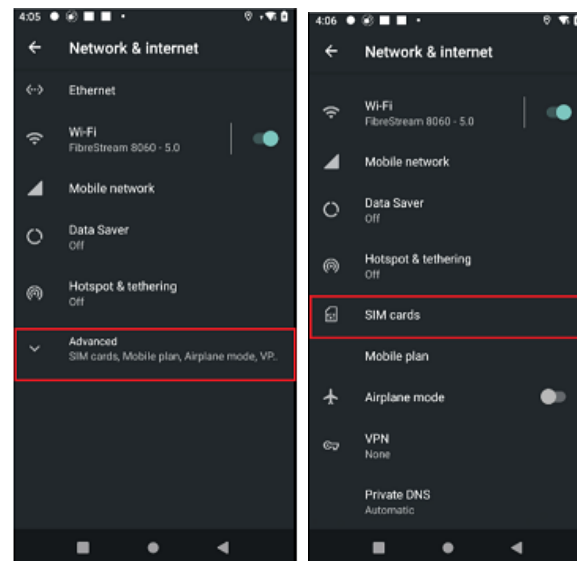 4:05
Network & internet
Ethernet
Wi-Fi
FibreStream 8060 - 5.0
Mobile network
Data Saver
Off
Hotspot & tethering
Off
Advanced
SIM cards, Mobile plan, Airplane mode, VP..
4:06
Network & internet
Wi-Fi
FibreStream 8060 - 5.0
Mobile network
Data Saver
Off
Hotspot & tethering
Off
SIM cards
Mobile plan
Airplane mode
VPN
None
Private DNS
Automatic